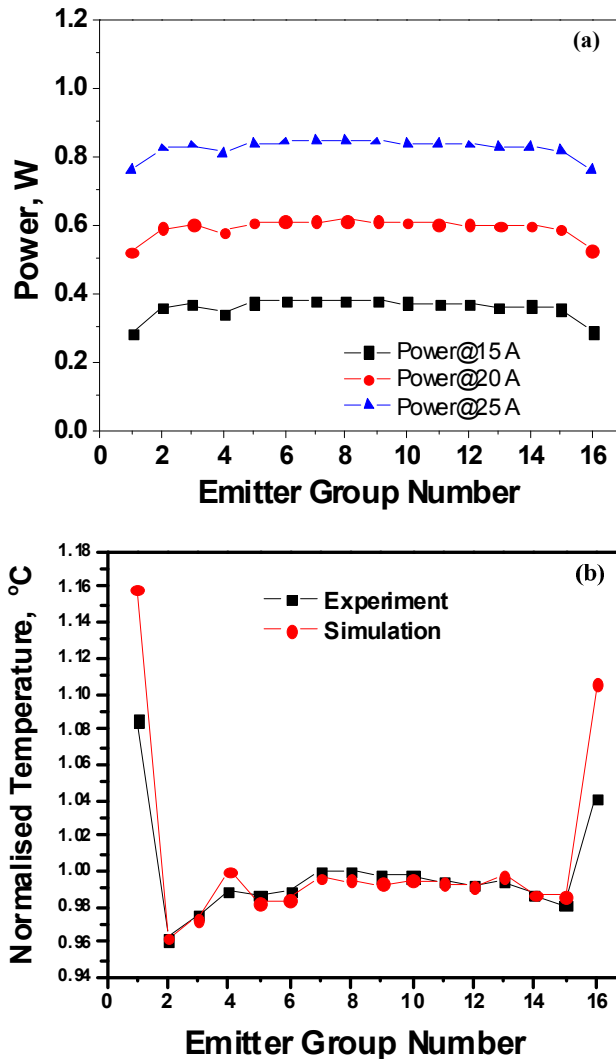 (a)
1.2
1.0
0.8
0.6
0.4
0.2
0.0
Power, W
Power@15 A
Power@20 A
Power@25 A
0 2 4 6 8 10 12 14 16
Emitter Group Number
(b)
1.18
1.16
1.14
1.12
1.10
1.08
1.06
1.04
1.02
1.00
0.98
0.96
0.94
Normalised Temperature, °C
Experiment
Simulation
0 2 4 6 8 10 12 14 16
Emitter Group Number